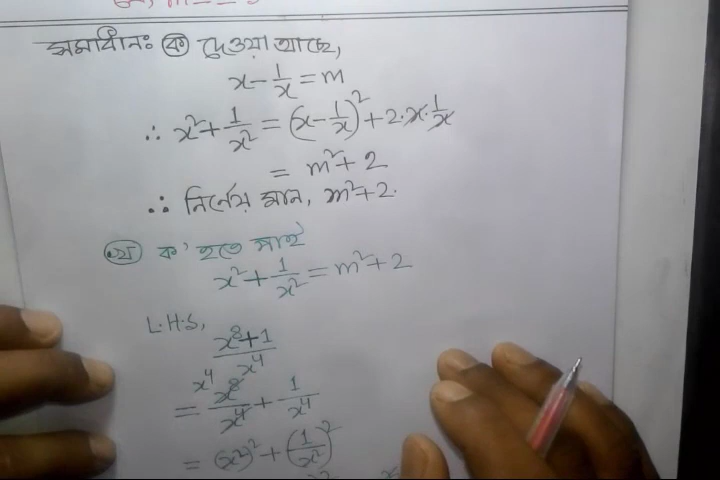 সমাধানঃ (ক) দেওয়া আছে,
x - 1/x = m
∴ x² + 1/x² = (x - 1/x)² + 2·x·1/x
= m² + 2
∴ নির্নেয় মান, m² + 2.
(খ) 'ক' হতে পাই
x² + 1/x² = m² + 2
L.H.S,
(x⁸ + 1)/x⁴
= x⁸/x⁴ + 1/x⁴
= (x²)² + (1/x²)²